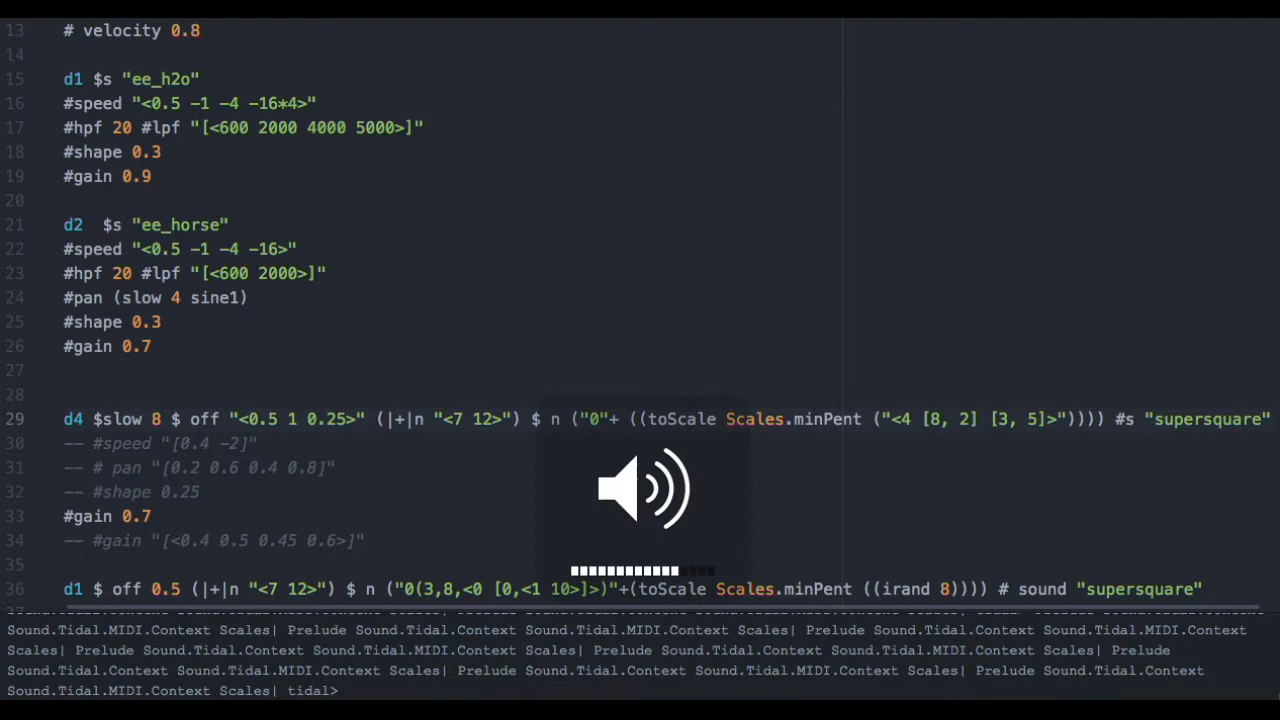 13 # velocity 0.8
14
15 d1 $s "ee_h2o"
16 #speed "<0.5 -1 -4 -16*4>"
17 #hpf 20 #lpf "[<600 2000 4000 5000>]"
18 #shape 0.3
19 #gain 0.9
20
21 d2  $s "ee_horse"
22 #speed "<0.5 -1 -4 -16>"
23 #hpf 20 #lpf "[<600 2000>]"
24 #pan (slow 4 sine1)
25 #shape 0.3
26 #gain 0.7
27
28
29 d4 $slow 8 $ off "<0.5 1 0.25>" (|+|n "<7 12>") $ n ("0"+ ((toScale Scales.minPent ("<4 [8, 2] [3, 5]>")))) #s "supersquare"
30 -- #speed "[0.4 -2]"
31 -- # pan "[0.2 0.6 0.4 0.8]"
32 -- #shape 0.25
33 #gain 0.7
34 -- #gain "[<0.4 0.5 0.45 0.6>]"
35
36 d1 $ off 0.5 (|+|n "<7 12>") $ n ("0(3,8,<0 [0,<1 10>]>)"+(toScale Scales.minPent ((irand 8)))) # sound "supersquare"
Sound.Tidal.MIDI.Context Scales| Prelude Sound.Tidal.Context Sound.Tidal.MIDI.Context Scales| Prelude Sound.Tidal.Context Sound.Tidal.MIDI.Context
Scales| Prelude Sound.Tidal.Context Sound.Tidal.MIDI.Context Scales| Prelude Sound.Tidal.Context Sound.Tidal.MIDI.Context Scales| Prelude
Sound.Tidal.Context Sound.Tidal.MIDI.Context Scales| Prelude Sound.Tidal.Context Sound.Tidal.MIDI.Context Scales| Prelude Sound.Tidal.Context
Sound.Tidal.MIDI.Context Scales| tidal>